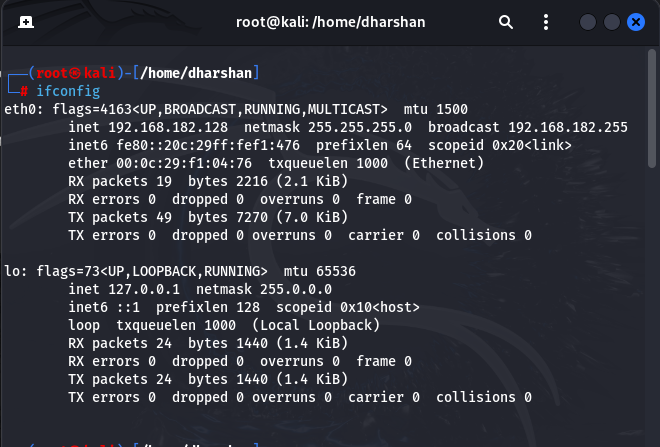 root@kali: /home/dharshan
(root㉿kali)-[/home/dharshan]
# ifconfig
eth0: flags=4163<UP,BROADCAST,RUNNING,MULTICAST>  mtu 1500
        inet 192.168.182.128  netmask 255.255.255.0  broadcast 192.168.182.255
        inet6 fe80::20c:29ff:fef1:476  prefixlen 64  scopeid 0x20<link>
        ether 00:0c:29:f1:04:76  txqueuelen 1000  (Ethernet)
        RX packets 19  bytes 2216 (2.1 KiB)
        RX errors 0  dropped 0  overruns 0  frame 0
        TX packets 49  bytes 7270 (7.0 KiB)
        TX errors 0  dropped 0 overruns 0  carrier 0  collisions 0

lo: flags=73<UP,LOOPBACK,RUNNING>  mtu 65536
        inet 127.0.0.1  netmask 255.0.0.0
        inet6 ::1  prefixlen 128  scopeid 0x10<host>
        loop  txqueuelen 1000  (Local Loopback)
        RX packets 24  bytes 1440 (1.4 KiB)
        RX errors 0  dropped 0  overruns 0  frame 0
        TX packets 24  bytes 1440 (1.4 KiB)
        TX errors 0  dropped 0 overruns 0  carrier 0  collisions 0